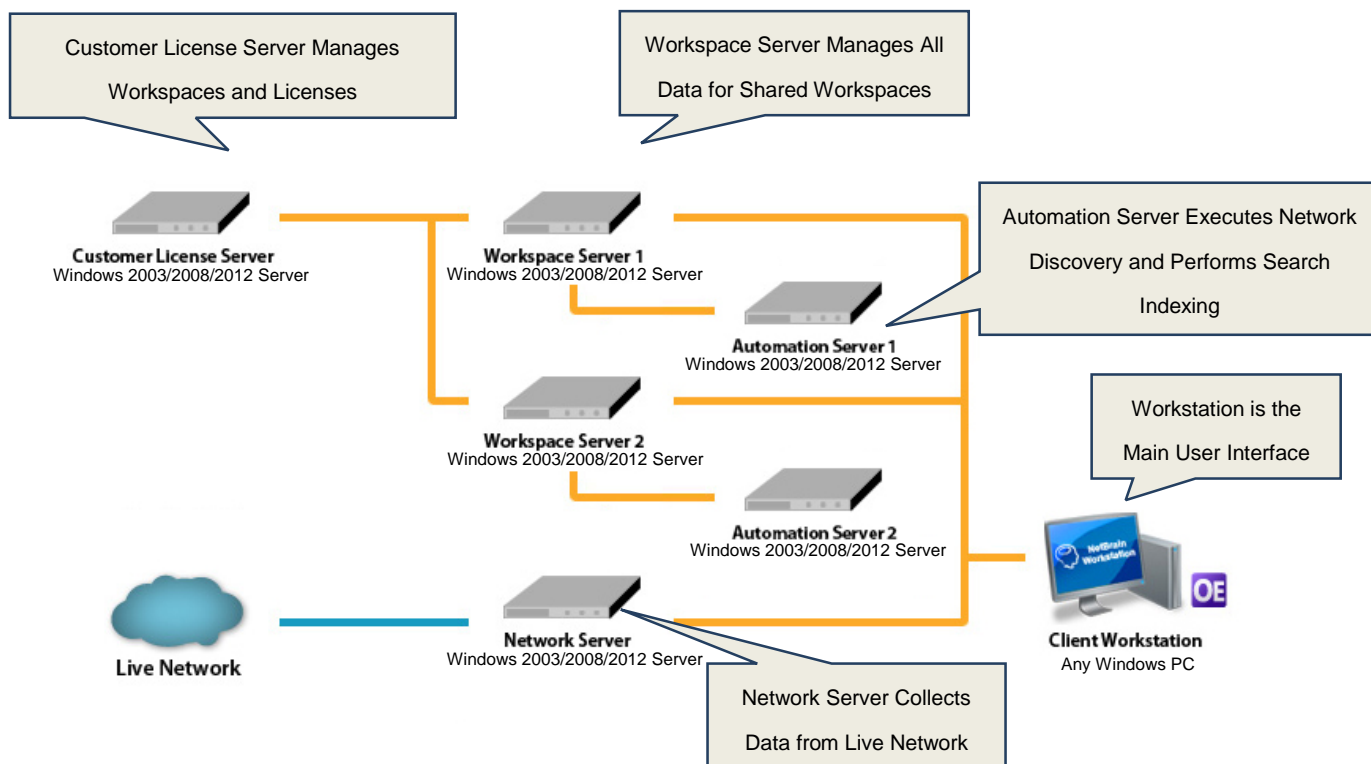 Customer License Server Manages
Workspaces and Licenses
Workspace Server Manages All
Data for Shared Workspaces
Automation Server Executes Network
Discovery and Performs Search
Indexing
Customer License Server
Windows 2003/2008/2012 Server
Workspace Server 1
Windows 2003/2008/2012 Server
Automation Server 1
Windows 2003/2008/2012 Server
Workstation is the
Main User Interface
Workspace Server 2
Windows 2003/2008/2012 Server
Automation Server 2
Windows 2003/2008/2012 Server
NetBrain
Workstation
OE
Live Network
Network Server
Windows 2003/2008/2012 Server
Client Workstation
Any Windows PC
Network Server Collects
Data from Live Network